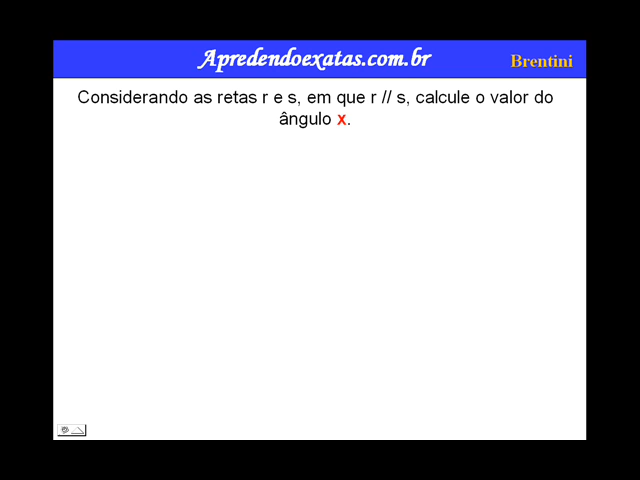 Apredendoexatas.com.br
Brentini
Considerando as retas r e s, em que r // s, calcule o valor do
ângulo x.